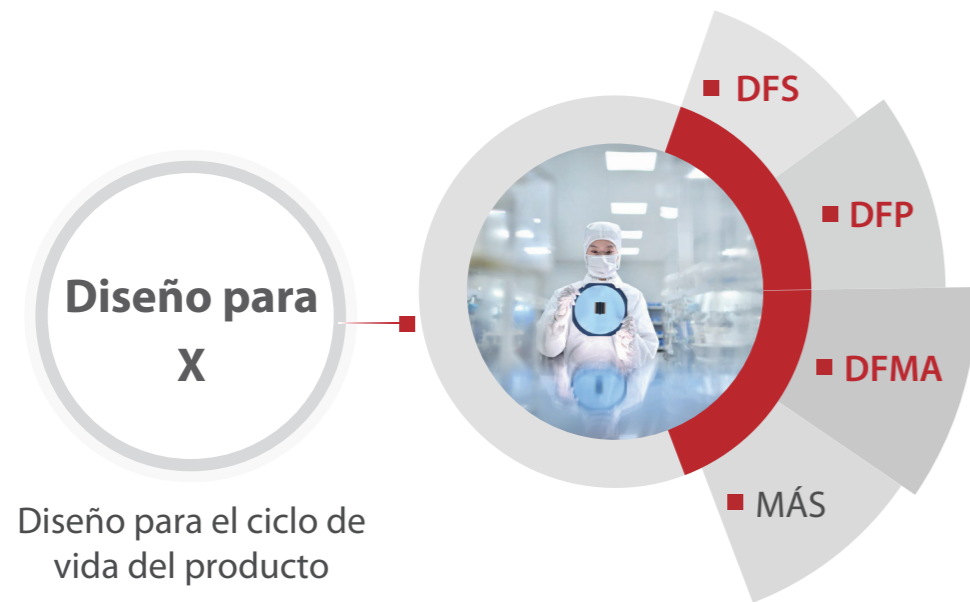 Diseño para
X
Diseño para el ciclo de
vida del producto
DFS
DFP
DFMA
MÁS